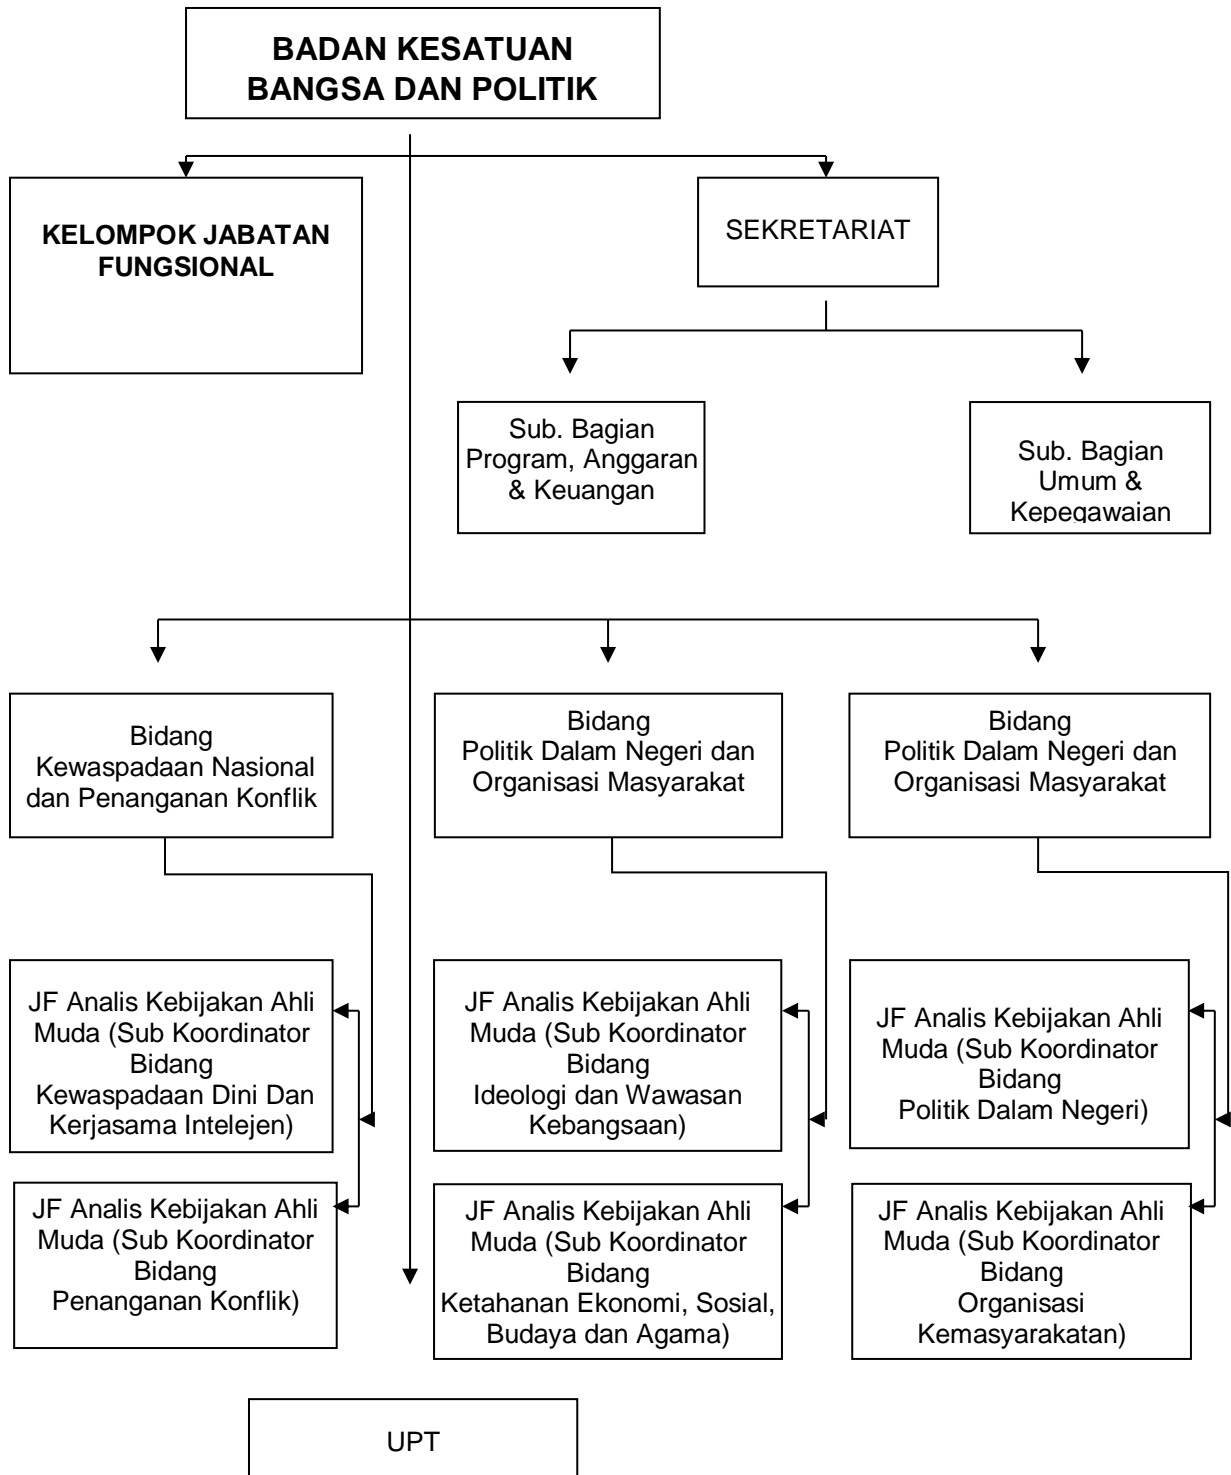 BADAN KESATUAN
BANGSA DAN POLITIK
KELOMPOK JABATAN
FUNGSIONAL
SEKRETARIAT
Sub. Bagian
Program, Anggaran
& Keuangan
Sub. Bagian
Umum &
Kepegawaian
Bidang
Kewaspadaan Nasional
dan Penanganan Konflik
Bidang
Politik Dalam Negeri dan
Organisasi Masyarakat
Bidang
Politik Dalam Negeri dan
Organisasi Masyarakat
JF Analis Kebijakan Ahli
Muda (Sub Koordinator
Bidang
Kewaspadaan Dini Dan
Kerjasama Intelejen)
JF Analis Kebijakan Ahli
Muda (Sub Koordinator
Bidang
Ideologi dan Wawasan
Kebangsaan)
JF Analis Kebijakan Ahli
Muda (Sub Koordinator
Bidang
Politik Dalam Negeri)
JF Analis Kebijakan Ahli
Muda (Sub Koordinator
Bidang
Penanganan Konflik)
JF Analis Kebijakan Ahli
Muda (Sub Koordinator
Bidang
Ketahanan Ekonomi, Sosial,
Budaya dan Agama)
JF Analis Kebijakan Ahli
Muda (Sub Koordinator
Bidang
Organisasi
Kemasyarakatan)
UPT